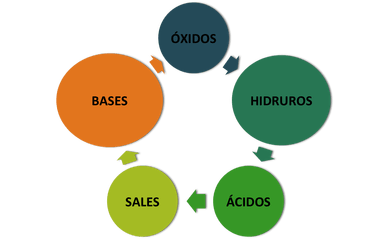 ÓXIDOS
HIDRUROS
ÁCIDOS
SALES
BASES